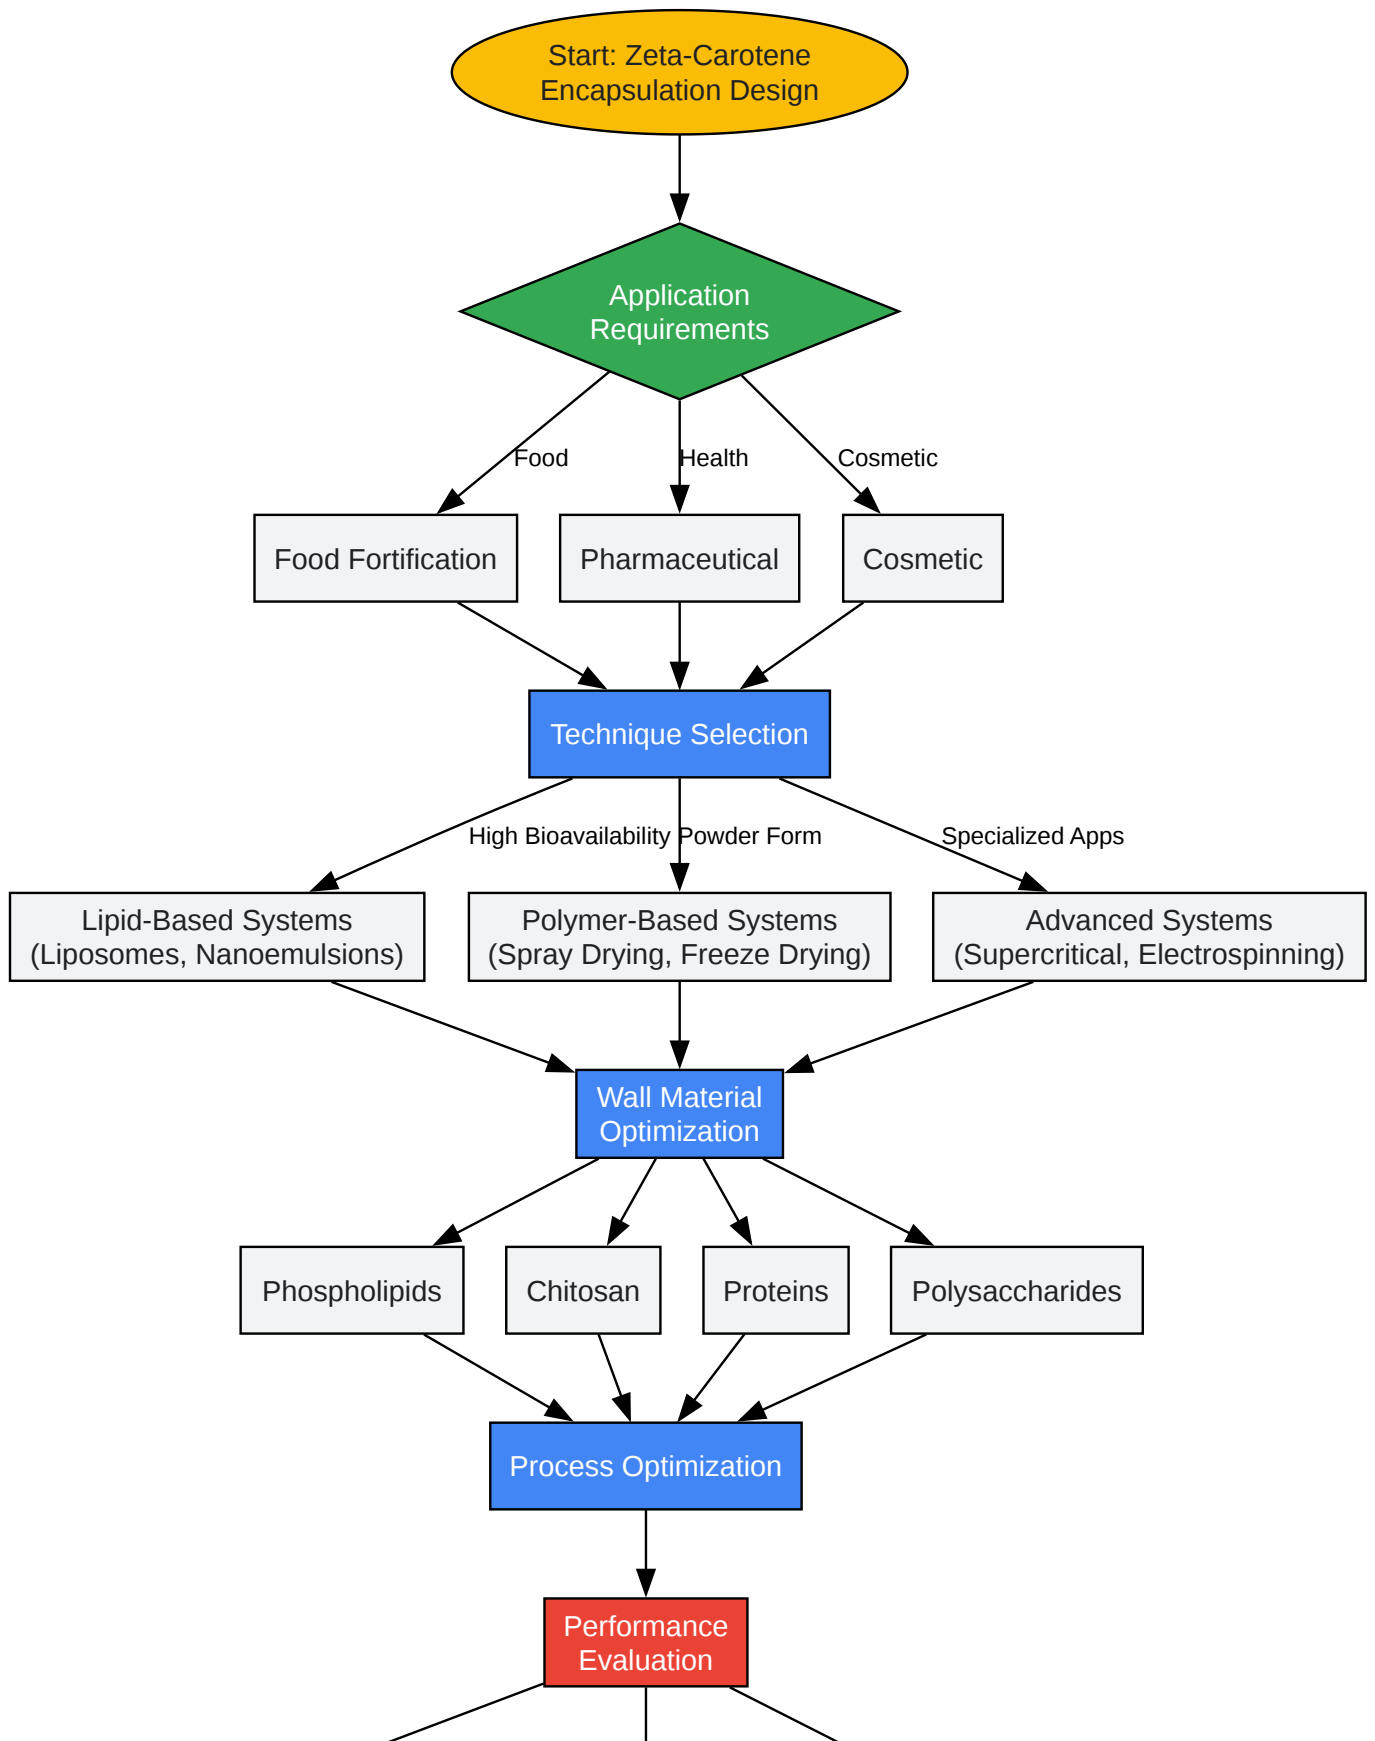 Start: Zeta-Carotene
Encapsulation Design
Application
Requirements
Food
Health
Cosmetic
Food Fortification
Pharmaceutical
Cosmetic
Technique Selection
High Bioavailability
Powder Form
Specialized Apps
Lipid-Based Systems
(Liposomes, Nanoemulsions)
Polymer-Based Systems
(Spray Drying, Freeze Drying)
Advanced Systems
(Supercritical, Electrospinning)
Wall Material
Optimization
Phospholipids
Chitosan
Proteins
Polysaccharides
Process Optimization
Performance
Evaluation